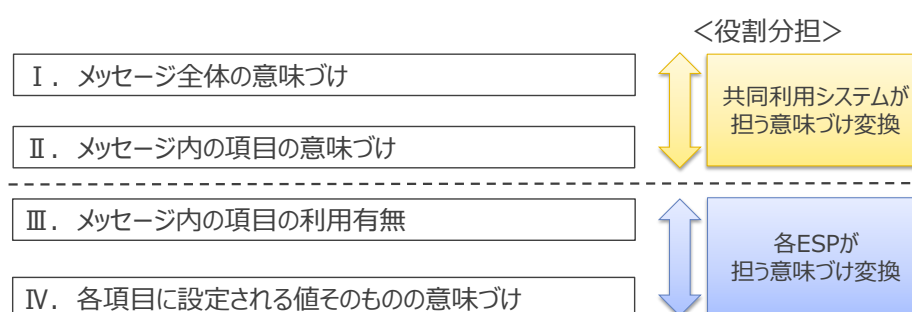 ＜役割分担＞
Ⅰ．メッセージ全体の意味づけ
共同利用システムが
担う意味づけ変換
Ⅱ．メッセージ内の項目の意味づけ
Ⅲ．メッセージ内の項目の利用有無
各ESPが
担う意味づけ変換
Ⅳ．各項目に設定される値そのものの意味づけ